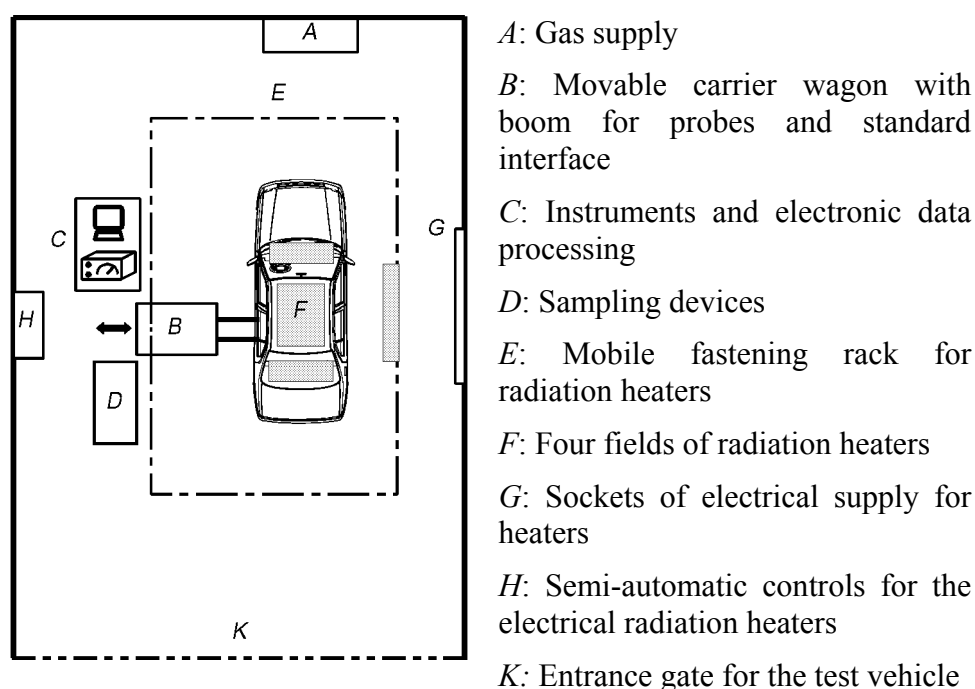 A
E
C
G
H
B
F
D
K
A: Gas supply
B: Movable carrier wagon with
boom for probes and standard
interface
C: Instruments and electronic data
processing
D: Sampling devices
E: Mobile fastening rack for
radiation heaters
F: Four fields of radiation heaters
G: Sockets of electrical supply for
heaters
H: Semi-automatic controls for the
electrical radiation heaters
K: Entrance gate for the test vehicle